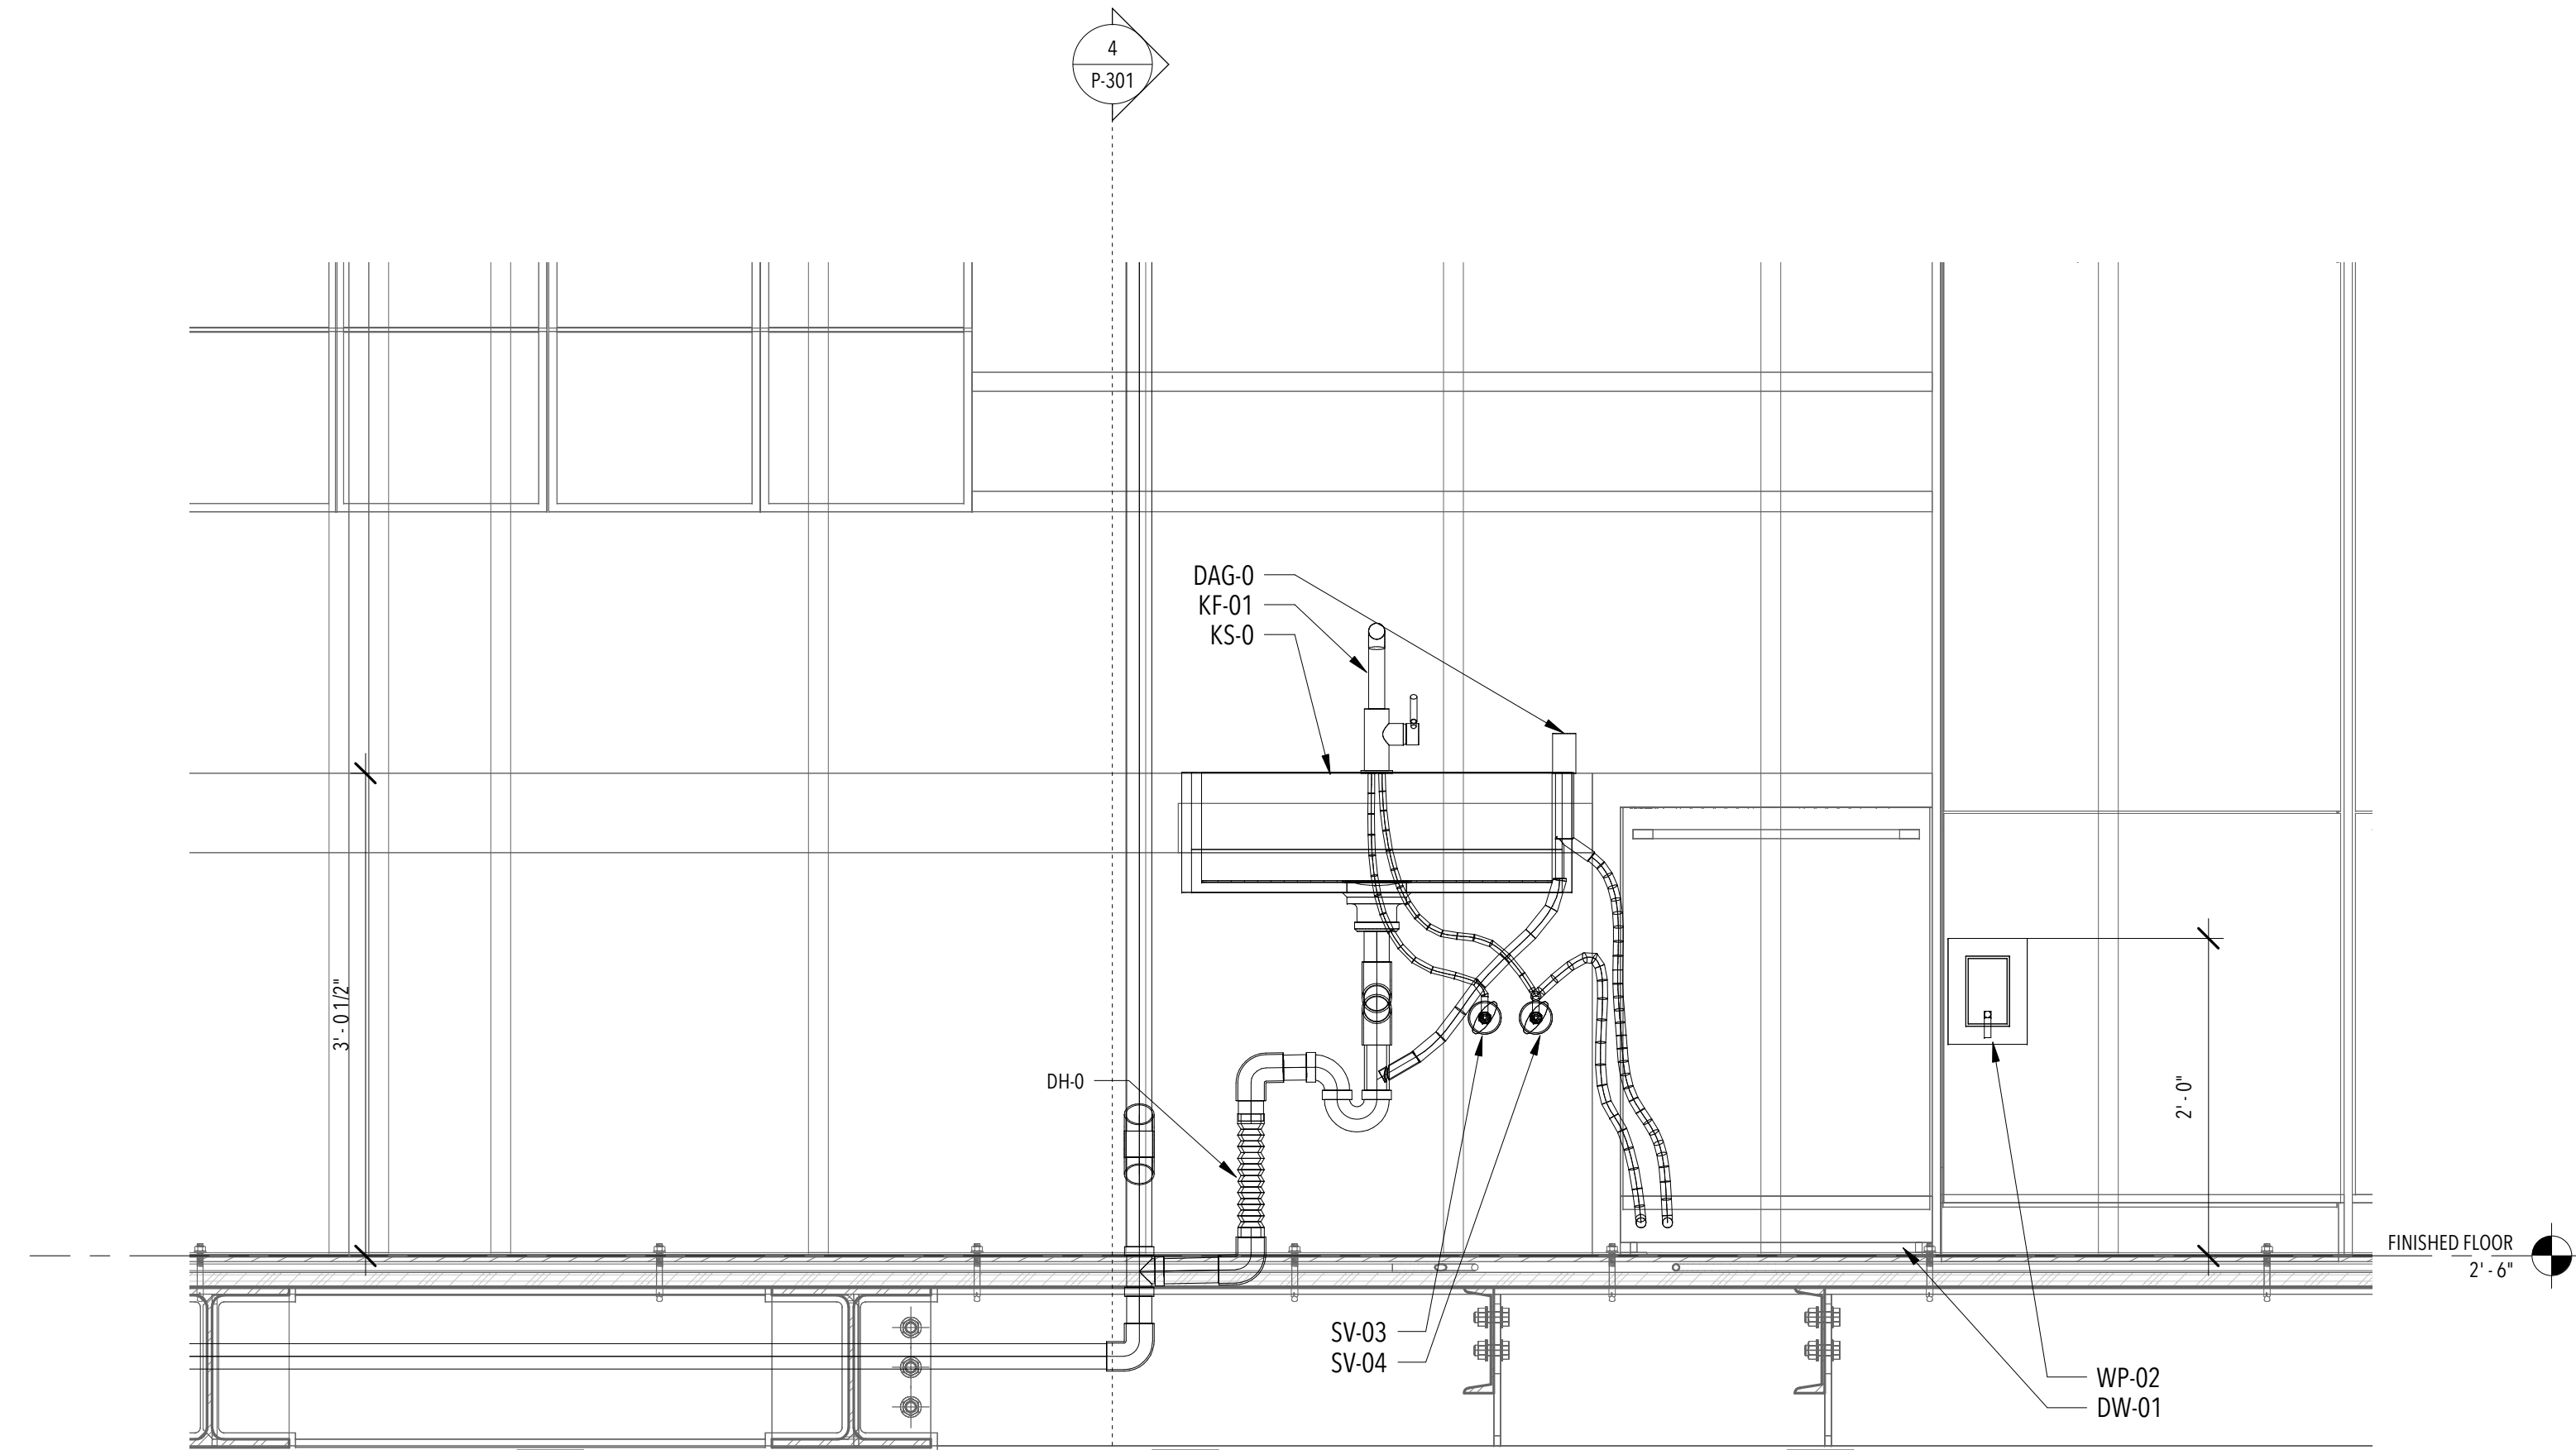 4
P-301
DAG-0
KF-01
KS-0
3' - 0 1/2"
DH-0
2' - 0"
FINISHED FLOOR
2' - 6"
SV-03
SV-04
WP-02
DW-01